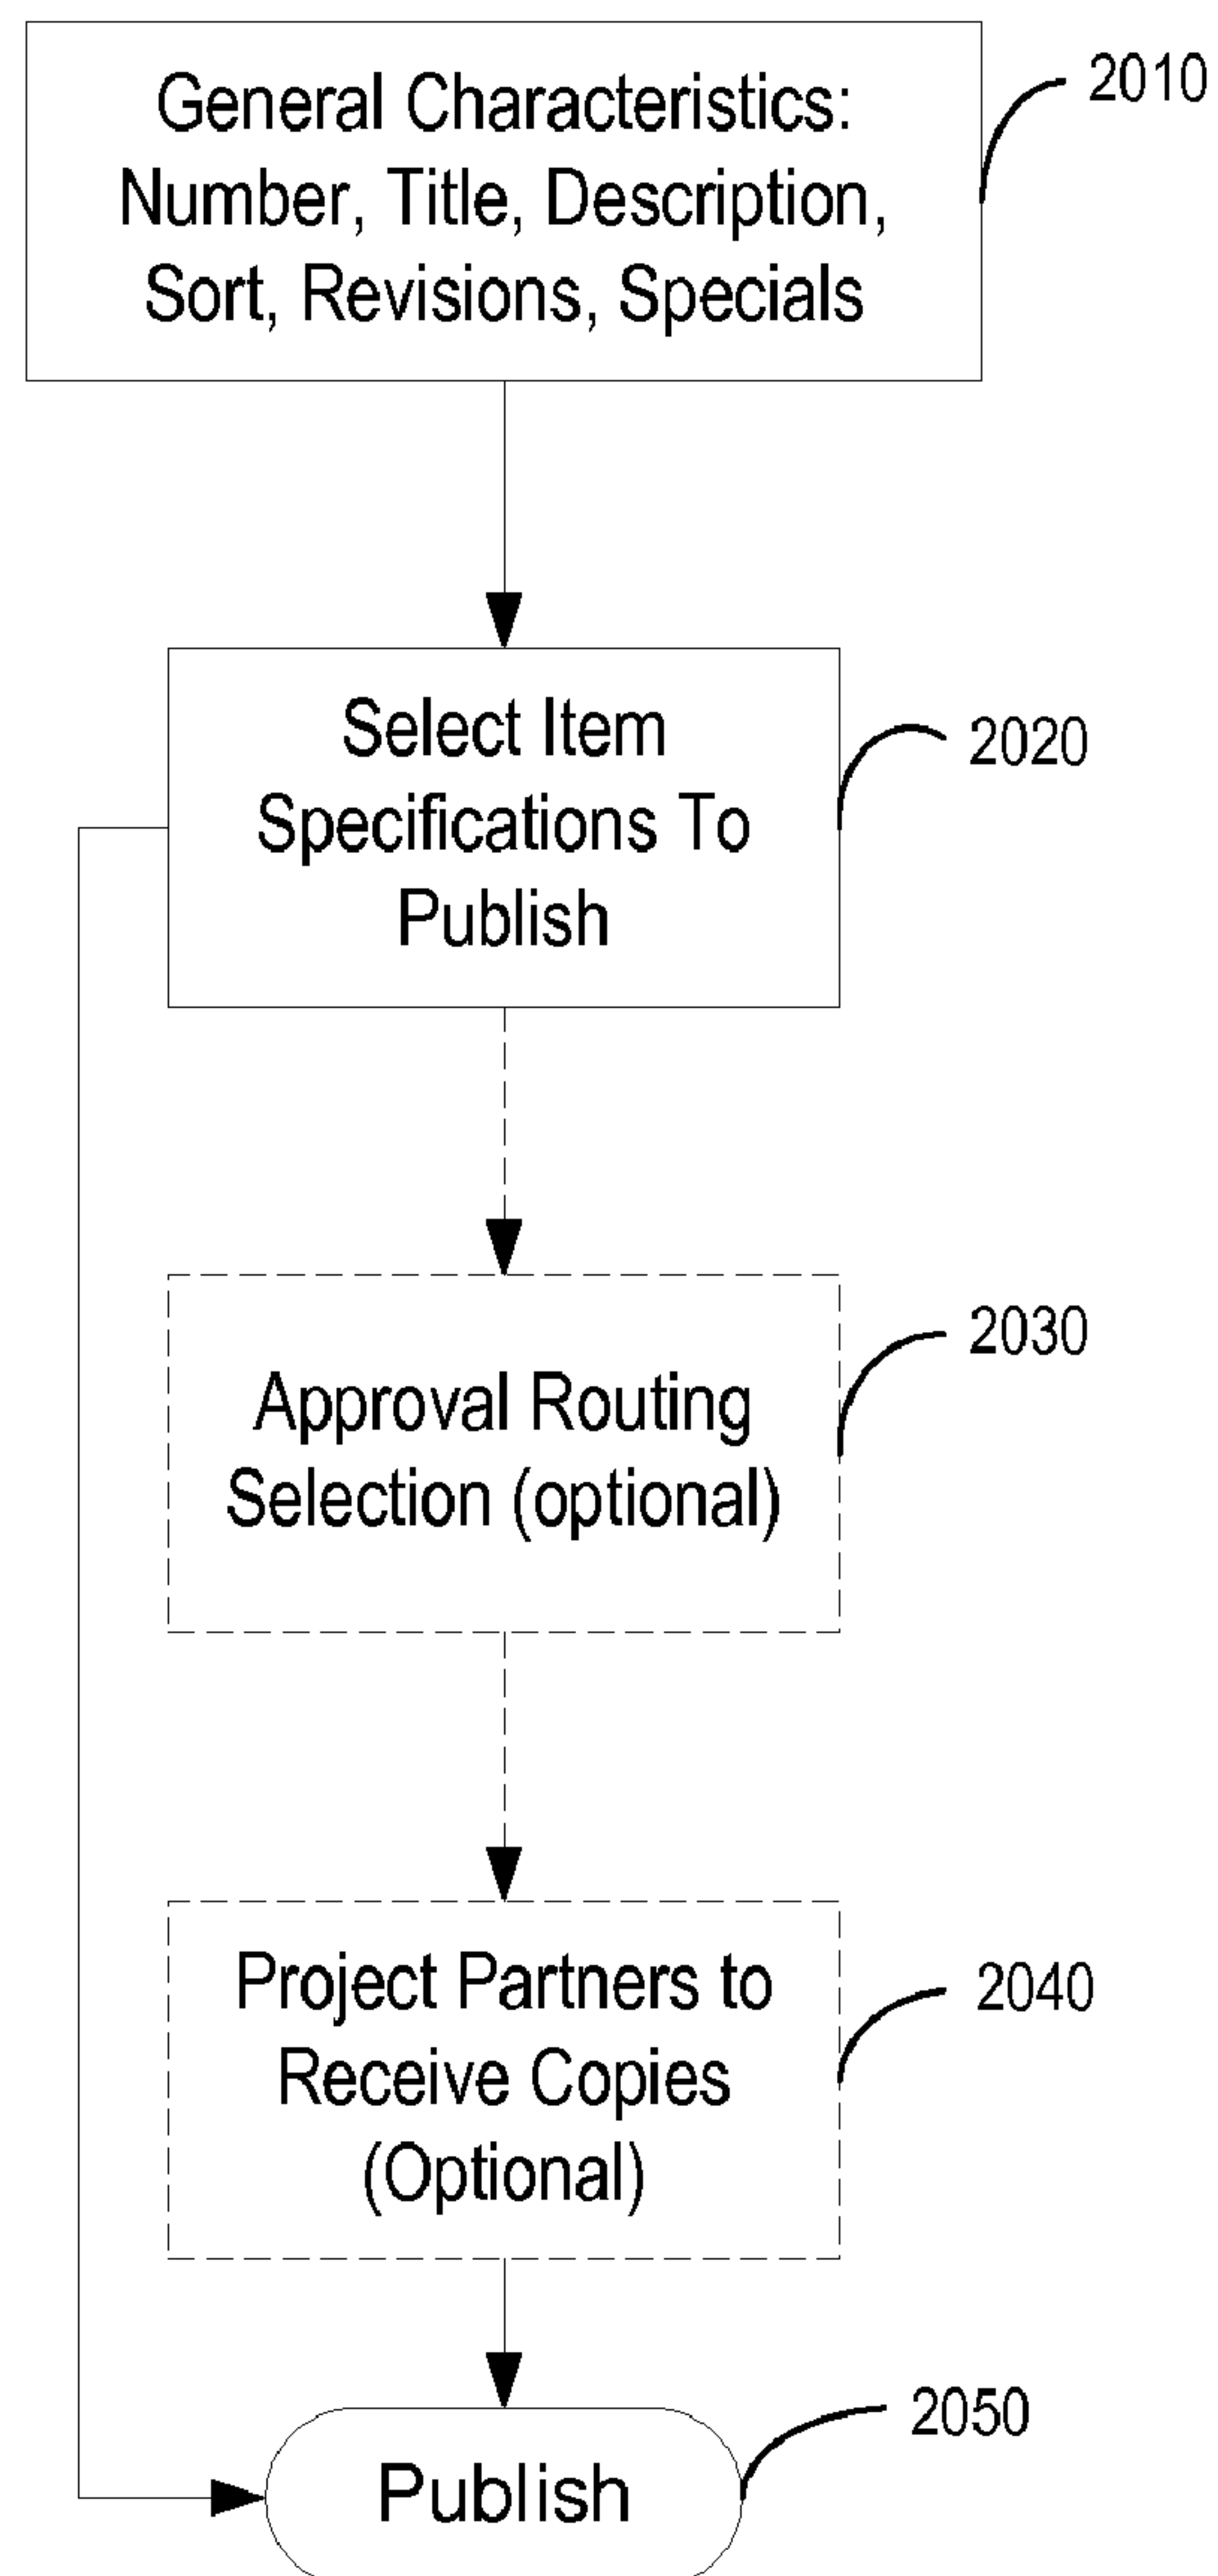 General Characteristics:
Number, Title, Description,
Sort, Revisions, Specials
2010
Select Item
Specifications To
Publish
2020
Approval Routing
Selection (optional)
2030
Project Partners to
Receive Copies
(Optional)
2040
Publish
2050